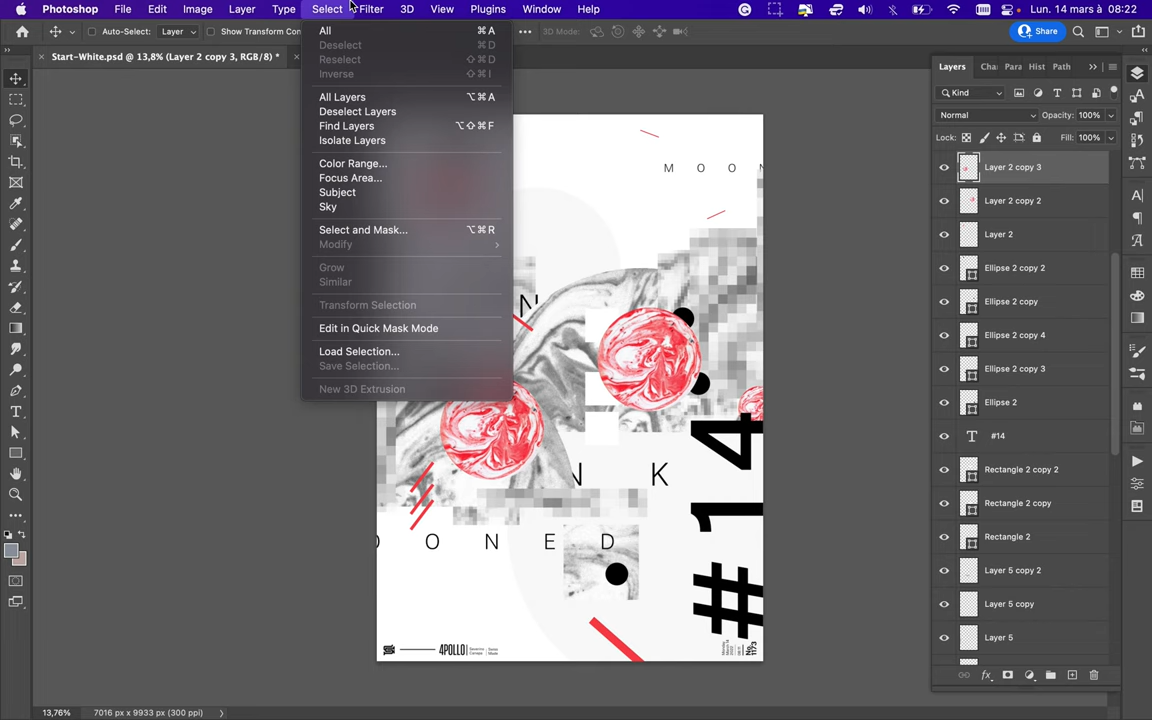 Photoshop File Edit Image Layer Type Select Filter 3D View Plugins Window Help Lun. 14 mars à 08:22
Auto-Select: Layer Show Transform Con 3D Mode: Share
Start-White.psd @ 13,8% (Layer 2 copy 3, RGB/8) *
All ⌘A
Deselect ⌘D
Reselect ⇧⌘D
Inverse ⇧⌘I
All Layers ⌥⌘A
Deselect Layers
Find Layers ⌥⇧⌘F
Isolate Layers
Color Range...
Focus Area...
Subject
Sky
Select and Mask... ⌥⌘R
Modify
Grow
Similar
Transform Selection
Edit in Quick Mask Mode
Load Selection...
Save Selection...
New 3D Extrusion
M O O N
N
N K
O N E D
#14
4POLLO
No. 1173
Layers Cha Para Hist Path
Kind
Normal Opacity: 100%
Lock: Fill: 100%
Layer 2 copy 3
Layer 2 copy 2
Layer 2
Ellipse 2 copy 2
Ellipse 2 copy
Ellipse 2 copy 4
Ellipse 2 copy 3
Ellipse 2
T #14
Rectangle 2 copy 2
Rectangle 2 copy
Rectangle 2
Layer 5 copy 2
Layer 5 copy
Layer 5
fx
13,76% 7016 px x 9933 px (300 ppi)